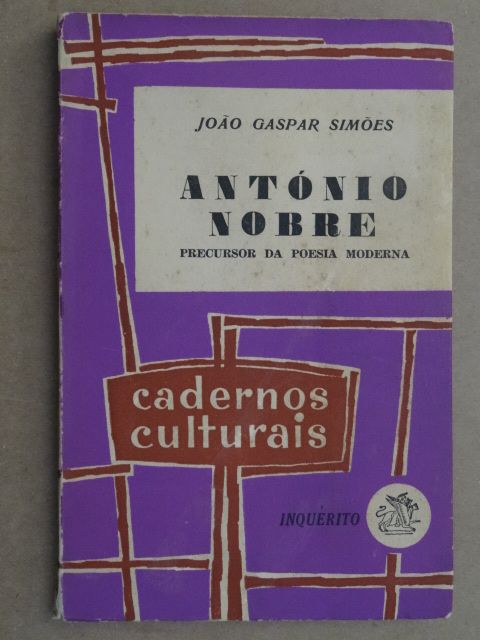 JOÃO GASPAR SIMÕES
ANTÓNIO
NOBRE
PRECURSOR DA POESIA MODERNA
cadernos
culturais
INQUÉRITO